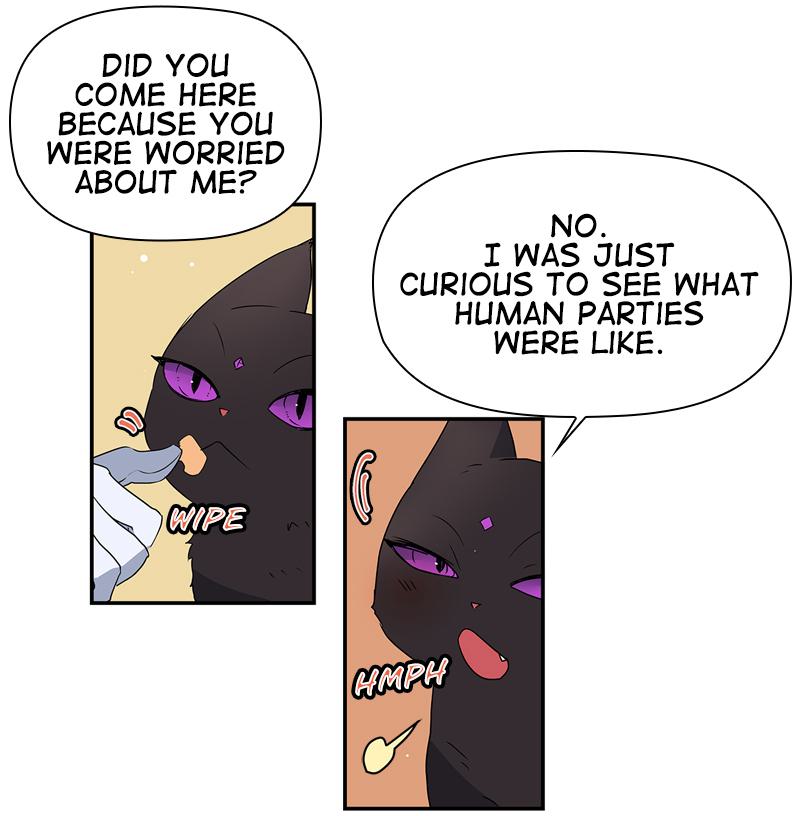 DID YOU
COME HERE
BECAUSE YOU
WERE WORRIED
ABOUT ME?
WIPE
NO.
I WAS JUST
CURIOUS TO SEE WHAT
HUMAN PARTIES
WERE LIKE.
HMPH